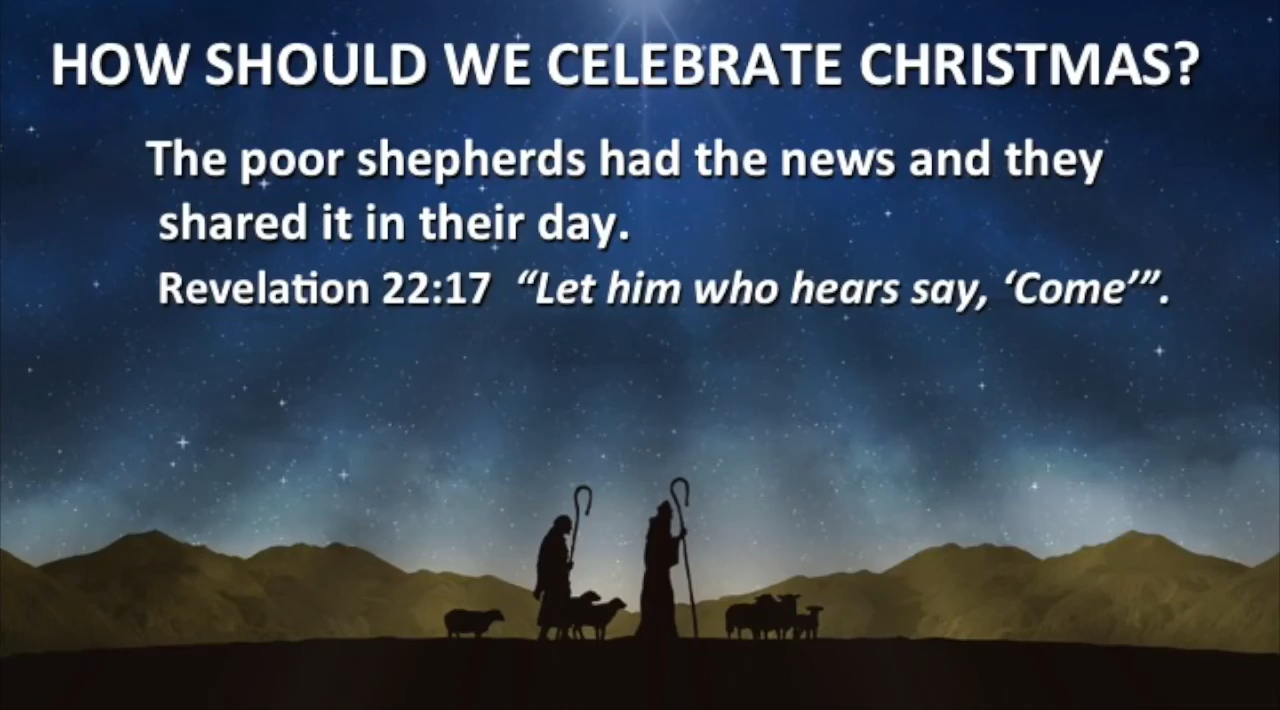 HOW SHOULD WE CELEBRATE CHRISTMAS?
The poor shepherds had the news and they
shared it in their day.
Revelation 22:17 “Let him who hears say, ‘Come’”.